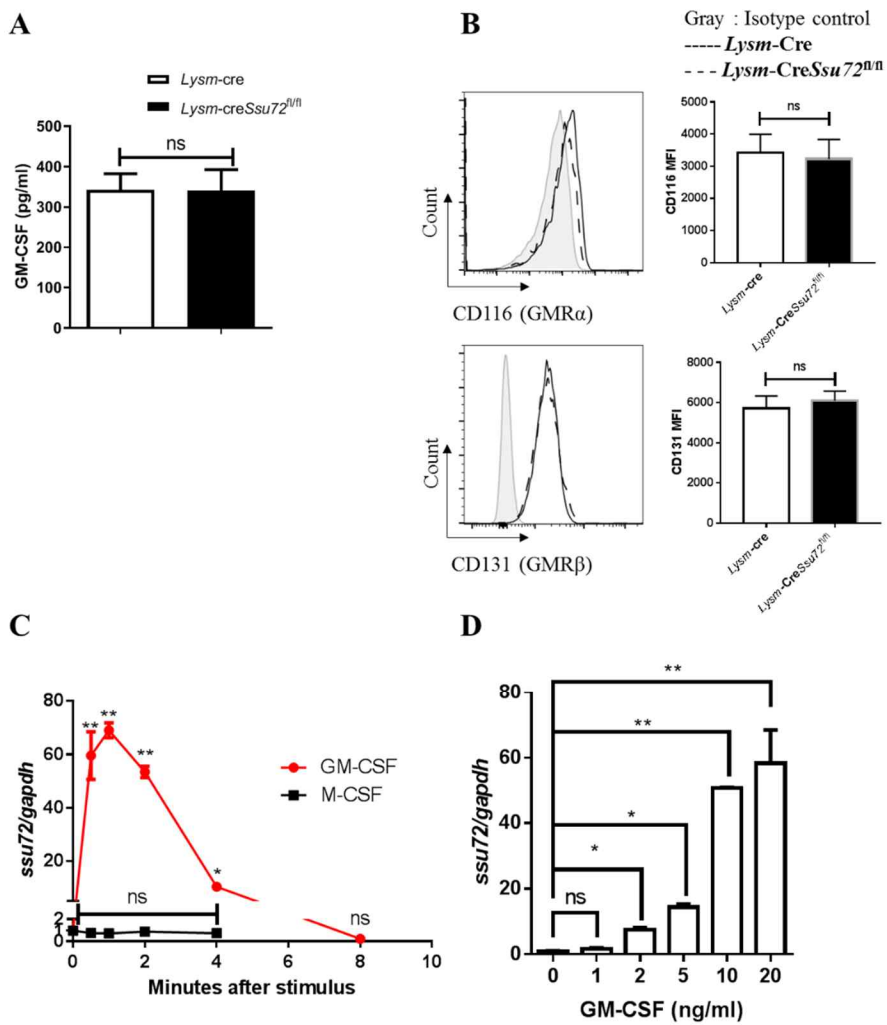 A
Lysm-cre
Lysm-creSsu72fl/fl
ns
500
400
300
200
100
0
GM-CSF (pg/ml)
B
Gray : Isotype control
-----Lysm-Cre
- - - Lysm-CreSsu72fl/fl
Count
CD116 (GMRα)
ns
5000
4000
3000
2000
1000
0
CD116 MFI
Lysm-cre
Lysm-CreSsu72fl/fl
Count
CD131 (GMRβ)
ns
8000
6000
4000
2000
0
CD131 MFI
Lysm-cre
Lysm-CreSsu72fl/fl
C
80
60
40
20
2
1
0
ssu72/gapdh
**
**
**
*
ns
ns
GM-CSF
M-CSF
0 2 4 6 8 10
Minutes after stimulus
D
80
60
40
20
0
ssu72/gapdh
**
**
*
*
ns
0 1 2 5 10 20
GM-CSF (ng/ml)